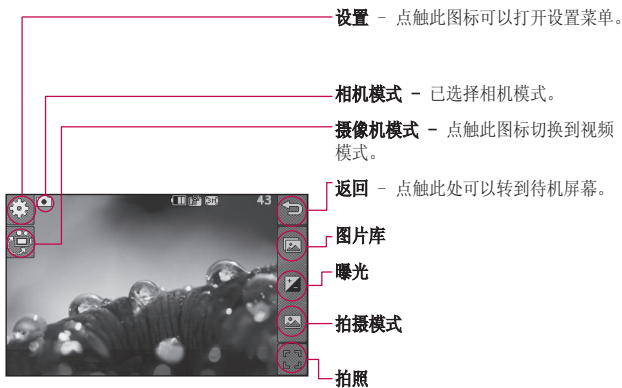 设置 - 点触此图标可以打开设置菜单。
相机模式 - 已选择相机模式。
摄像机模式 - 点触此图标切换到视频
模式。
返回 - 点触此处可以转到待机屏幕。
43
图片库
曝光
拍摄模式
拍照